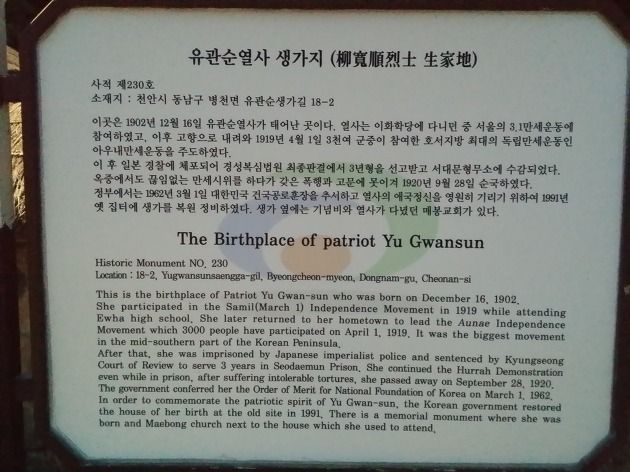 유관순열사 생가지 (柳寬順烈士 生家地)
사적 제230호
소재지 : 천안시 동남구 병천면 유관순생가길 18-2
이곳은 1902년 12월 16일 유관순열사가 태어난 곳이다. 열사는 이화학당에 다니던 중 서울의 3.1만세운동에
참여하였고, 이후 고향으로 내려와 1919년 4월 1일 3천여 군중이 참여한 호서지방 최대의 독립만세운동인
아우내만세운동을 주도하였다.
이 후 일본 경찰에 체포되어 경성복심법원 최종판결에서 3년형을 선고받고 서대문형무소에 수감되었다.
옥중에서도 끊임없는 만세시위를 하다가 갖은 폭행과 고문에 못이겨 1920년 9월 28일 순국하였다.
정부에서는 1962년 3월 1일 대한민국 건국공로훈장을 추서하고 열사의 애국정신을 영원히 기리기 위하여 1991년
옛 집터에 생가를 복원 정비하였다. 생가 옆에는 기념비와 열사가 다녔던 매봉교회가 있다.
The Birthplace of patriot Yu Gwansun
Historic Monument NO. 230
Location : 18-2, Yugwansunsaengga-gil, Byeongcheon-myeon, Dongnam-gu, Cheonan-si
This is the birthplace of Patriot Yu Gwan-sun who was born on December 16, 1902.
She participated in the Samil(March 1) Independence Movement in 1919 while attending
Ewha high school. She later returned to her hometown to lead the Aunae Independence
Movement which 3000 people have participated on April 1, 1919. It was the biggest movement
in the mid-southern part of the Korean Peninsula.
After that, she was imprisoned by Japanese imperialist police and sentenced by Kyungseong
Court of Review to serve 3 years in Seodaemun Prison. She continued the Hurrah Demonstration
even while in prison, after suffering intolerable tortures, she passed away on September 28, 1920.
The government conferred her the Order of Merit for National Foundation of Korea on March 1, 1962.
In order to commemorate the patriotic spirit of Yu Gwan-sun, the Korean government restored
the house of her birth at the old site in 1991. There is a memorial monument where she was
born and Maebong church next to the house which she used to attend.